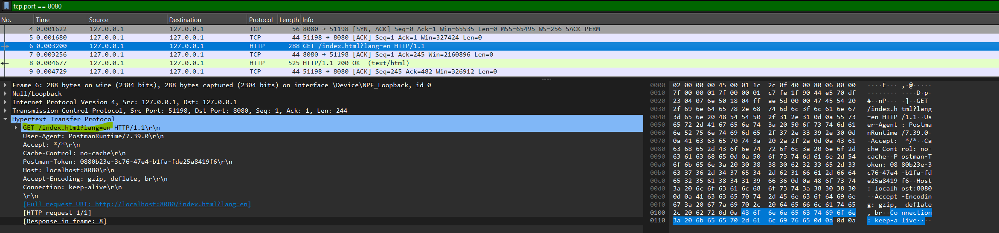 tcp.port == 8080
No. Time Source Destination Protocol Length Info
4 0.001622 127.0.0.1 127.0.0.1 TCP 56 8080 → 51198 [SYN, ACK] Seq=0 Ack=1 Win=65535 Len=0 MSS=65495 WS=256 SACK_PERM
5 0.001680 127.0.0.1 127.0.0.1 TCP 44 51198 → 8080 [ACK] Seq=1 Ack=1 Win=327424 Len=0
6 0.003200 127.0.0.1 127.0.0.1 HTTP 288 GET /index.html?lang=en HTTP/1.1
7 0.003256 127.0.0.1 127.0.0.1 TCP 44 8080 → 51198 [ACK] Seq=1 Ack=245 Win=2160896 Len=0
8 0.004677 127.0.0.1 127.0.0.1 HTTP 525 HTTP/1.1 200 OK  (text/html)
9 0.004729 127.0.0.1 127.0.0.1 TCP 44 51198 → 8080 [ACK] Seq=245 Ack=482 Win=326912 Len=0
Frame 6: 288 bytes on wire (2304 bits), 288 bytes captured (2304 bits) on interface \Device\NPF_Loopback, id 0
Null/Loopback
Internet Protocol Version 4, Src: 127.0.0.1, Dst: 127.0.0.1
Transmission Control Protocol, Src Port: 51198, Dst Port: 8080, Seq: 1, Ack: 1, Len: 244
Hypertext Transfer Protocol
GET /index.html?lang=en HTTP/1.1\r\n
User-Agent: PostmanRuntime/7.39.0\r\n
Accept: */*\r\n
Cache-Control: no-cache\r\n
Postman-Token: 0880b23e-3c76-47e4-b1fa-fde25a8419f6\r\n
Host: localhost:8080\r\n
Accept-Encoding: gzip, deflate, br\r\n
Connection: keep-alive\r\n
\r\n
[Full request URI: http://localhost:8080/index.html?lang=en]
[HTTP request 1/1]
[Response in frame: 8]
0000 02 00 00 00 45 00 01 1c 2c 0f 40 00 80 06 00 00 ····E··· ,·@·····
0010 7f 00 00 01 7f 00 00 01 c7 fe 1f 90 44 e5 70 df ········ ····D·p·
0020 23 04 07 6e 50 18 04 ff ae 5d 00 00 47 45 54 20 #··nP··· ·]··GET
0030 2f 69 6e 64 65 78 2e 68 74 6d 6c 3f 6c 61 6e 67 /index.h tml?lang
0040 3d 65 6e 20 48 54 54 50 2f 31 2e 31 0d 0a 55 73 =en HTTP /1.1··Us
0050 65 72 2d 41 67 65 6e 74 3a 20 50 6f 73 74 6d 61 er-Agent : Postma
0060 6e 52 75 6e 74 69 6d 65 2f 37 2e 33 39 2e 30 0d nRuntime /7.39.0·
0070 0a 41 63 63 65 70 74 3a 20 2a 2f 2a 0d 0a 43 61 ·Accept: */*··Ca
0080 63 68 65 2d 43 6f 6e 74 72 6f 6c 3a 20 6e 6f 2d che-Cont rol: no-
0090 63 61 63 68 65 0d 0a 50 6f 73 74 6d 61 6e 2d 54 cache··P ostman-T
00a0 6f 6b 65 6e 3a 20 30 38 38 30 62 32 33 65 2d 33 oken: 08 80b23e-3
00b0 63 37 36 2d 34 37 65 34 2d 62 31 66 61 2d 66 64 c76-47e4 -b1fa-fd
00c0 65 32 35 61 38 34 31 39 66 36 0d 0a 48 6f 73 74 e25a8419 f6··Host
00d0 3a 20 6c 6f 63 61 6c 68 6f 73 74 3a 38 30 38 30 : localh ost:8080
00e0 0d 0a 41 63 63 65 70 74 2d 45 6e 63 6f 64 69 6e ··Accept -Encodin
00f0 67 3a 20 67 7a 69 70 2c 20 64 65 66 6c 61 74 65 g: gzip, deflate
0100 2c 20 62 72 0d 0a 43 6f 6e 6e 65 63 74 69 6f 6e , br··Co nnection
0110 3a 20 6b 65 65 70 2d 61 6c 69 76 65 0d 0a 0d 0a : keep-a live····